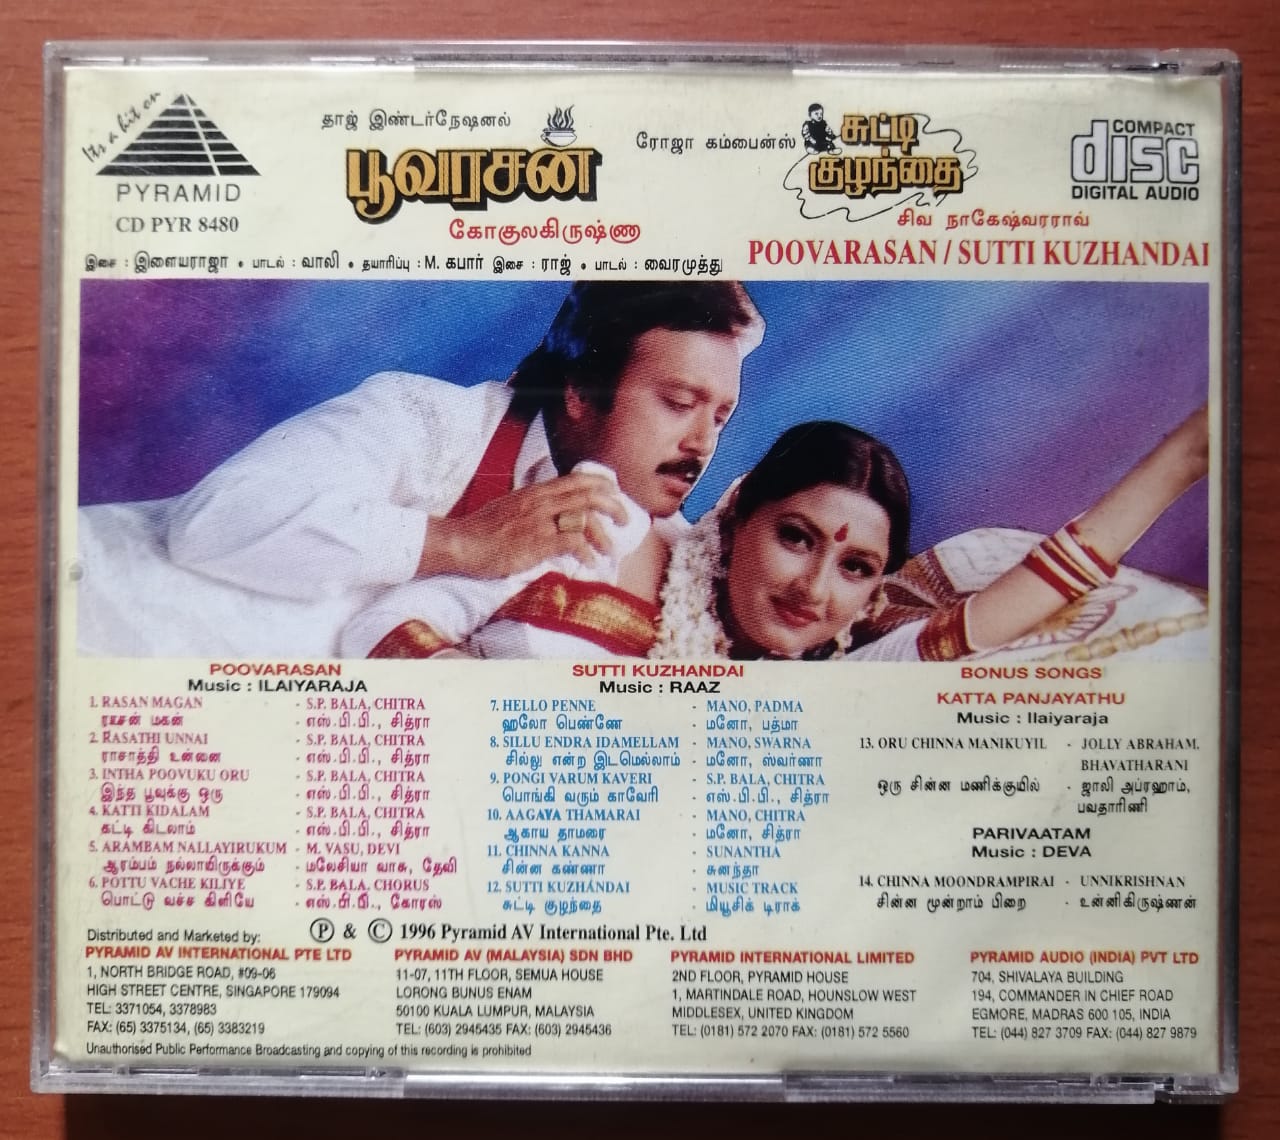 Its a hit on
PYRAMID
CD PYR 8480
தாஜ் இண்டர்நேஷனல்
பூவரசன்
கோகுலகிருஷ்ணா
ரோஜா கம்பைன்ஸ்
சுட்டி
குழந்தை
சிவ நாகேஷ்வரராவ்
COMPACT
disc
DIGITAL AUDIO
இசை : இளையராஜா • பாடல் : வாலி • தயாரிப்பு : M. கபார் இசை : ராஜ் • பாடல் : வைரமுத்து
POOVARASAN / SUTTI KUZHANDAI
POOVARASAN
Music : ILAIYARAJA
1. RASAN MAGAN - S.P. BALA, CHITRA
ராசன் மகன் - எஸ்.பி.பி., சித்ரா
2. RASATHI UNNAI - S.P. BALA, CHITRA
ராசாத்தி உன்னை - எஸ்.பி.பி., சித்ரா
3. INTHA POOVUKU ORU - S.P. BALA, CHITRA
இந்த பூவுக்கு ஒரு - எஸ்.பி.பி., சித்ரா
4. KATTI KIDALAM - S.P. BALA, CHITRA
கட்டி கிடலாம் - எஸ்.பி.பி., சித்ரா
5. ARAMBAM NALLAYIRUKUM - M. VASU, DEVI
ஆரம்பம் நல்லாயிருக்கும் - மலேசியா வாசு, தேவி
6. POTTU VACHE KILIYE - S.P. BALA, CHORUS
பொட்டு வச்ச கிளியே - எஸ்.பி.பி., கோரஸ்
SUTTI KUZHANDAI
Music : RAAZ
7. HELLO PENNE - MANO, PADMA
ஹலோ பெண்ணே - மனோ, பத்மா
8. SILLU ENDRA IDAMELLAM - MANO, SWARNA
சில்லு என்ற இடமெல்லாம் - மனோ, ஸ்வர்ணா
9. PONGI VARUM KAVERI - S.P. BALA, CHITRA
பொங்கி வரும் காவேரி - எஸ்.பி.பி., சித்ரா
10. AAGAYA THAMARAI - MANO, CHITRA
ஆகாய தாமரை - மனோ, சித்ரா
11. CHINNA KANNA - SUNANTHA
சின்ன கண்ணா - சுனந்தா
12. SUTTI KUZHANDAI - MUSIC TRACK
சுட்டி குழந்தை - மியூசிக் டிராக்
BONUS SONGS
KATTA PANJAYATHU
Music : Ilaiyaraja
13. ORU CHINNA MANIKUYIL - JOLLY ABRAHAM,
BHAVATHARANI
ஒரு சின்ன மணிக்குயில் - ஜாலி அப்ரஹாம்,
பவதாரிணி
PARIVAATAM
Music : DEVA
14. CHINNA MOONDRAMPIRAI - UNNIKRISHNAN
சின்ன மூன்றாம் பிறை - உன்னிகிருஷ்ணன்
Distributed and Marketed by:
Ⓟ & © 1996 Pyramid AV International Pte. Ltd
PYRAMID AV INTERNATIONAL PTE LTD
1, NORTH BRIDGE ROAD, #09-06
HIGH STREET CENTRE, SINGAPORE 179094
TEL: 3371054, 3378983
FAX: (65) 3375134, (65) 3383219
PYRAMID AV (MALAYSIA) SDN BHD
11-07, 11TH FLOOR, SEMUA HOUSE
LORONG BUNUS ENAM
50100 KUALA LUMPUR, MALAYSIA
TEL: (603) 2945435 FAX: (603) 2945436
PYRAMID INTERNATIONAL LIMITED
2ND FLOOR, PYRAMID HOUSE
1, MARTINDALE ROAD, HOUNSLOW WEST
MIDDLESEX, UNITED KINGDOM
TEL: (0181) 572 2070 FAX: (0181) 572 5560
PYRAMID AUDIO (INDIA) PVT LTD
704, SHIVALAYA BUILDING
194, COMMANDER IN CHIEF ROAD
EGMORE, MADRAS 600 105, INDIA
TEL: (044) 827 3709 FAX: (044) 827 9879
Unauthorised Public Performance Broadcasting and copying of this recording is prohibited